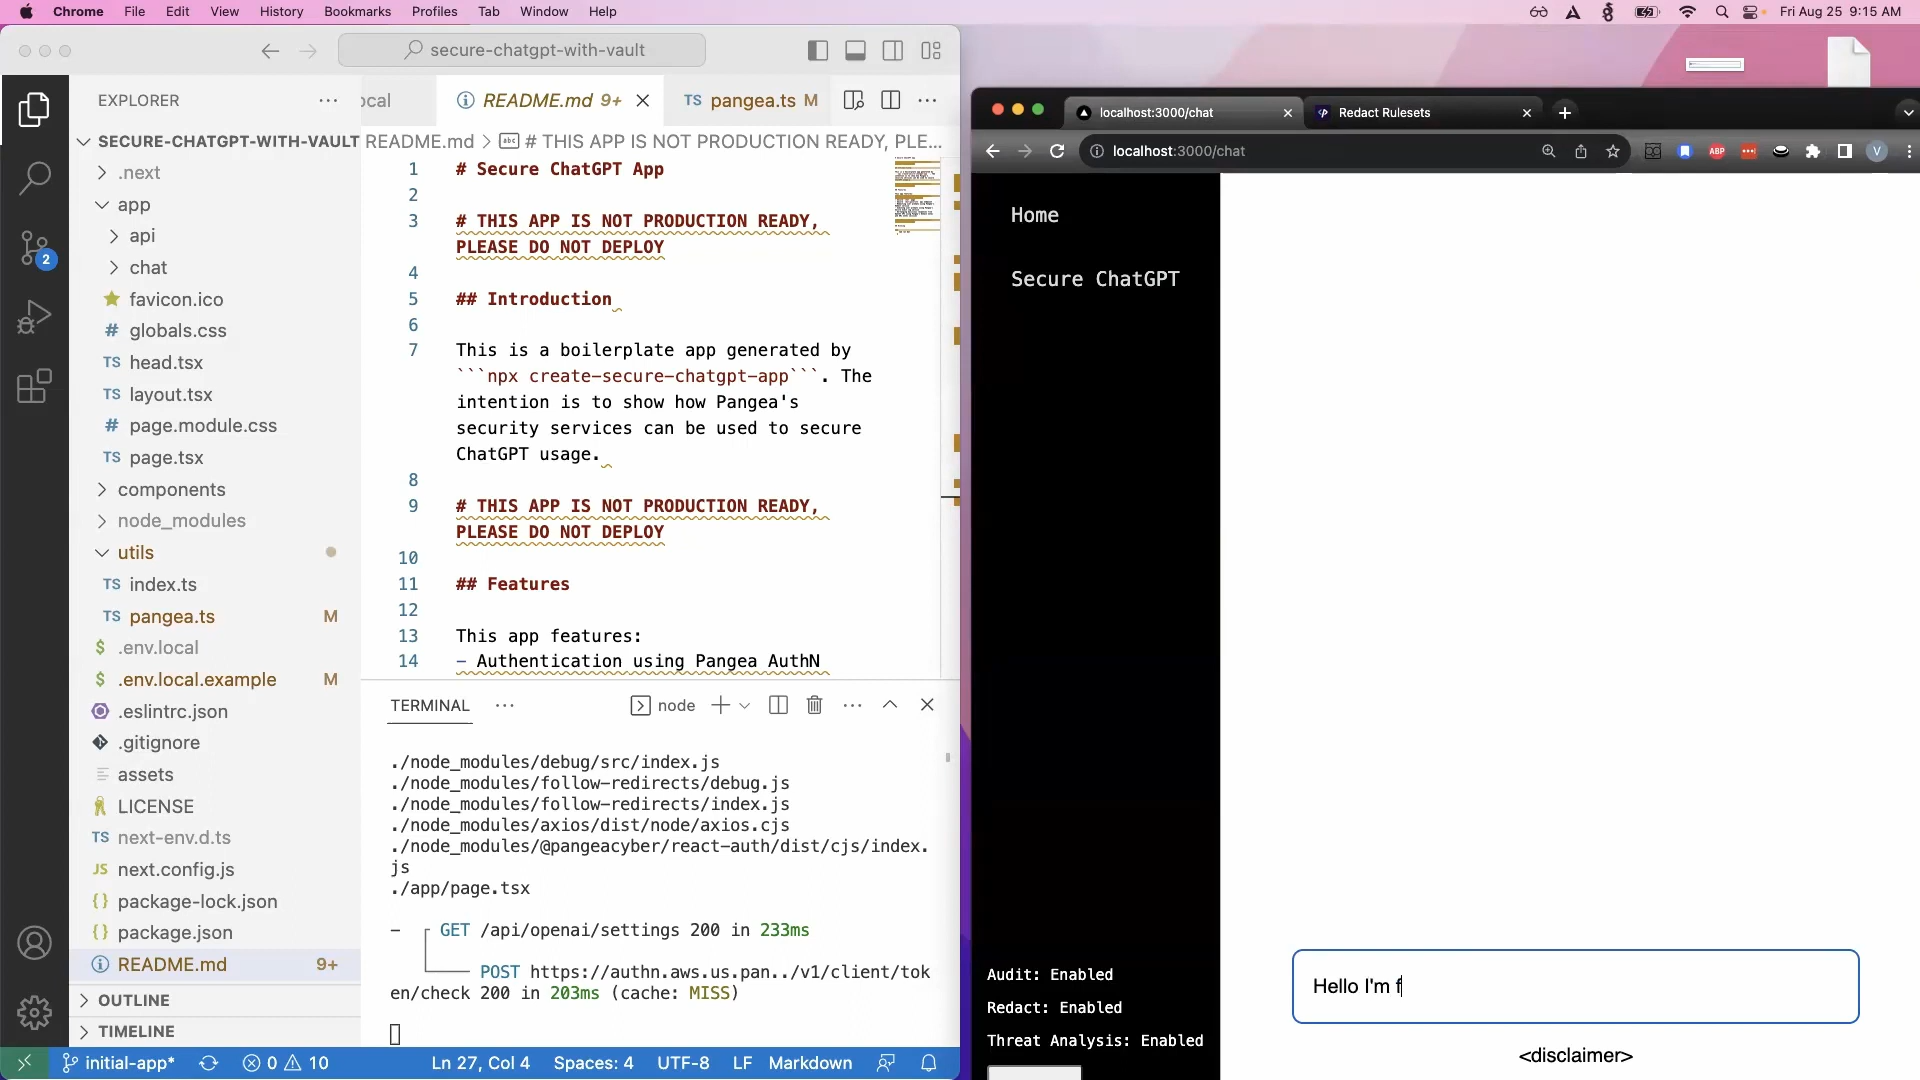 Chrome File Edit View History Bookmarks Profiles Tab Window Help Fri Aug 25 9:15 AM
secure-chatgpt-with-vault
EXPLORER
SECURE-CHATGPT-WITH-VAULT
.next
app
api
chat
favicon.ico
# globals.css
TS head.tsx
TS layout.tsx
# page.module.css
TS page.tsx
components
node_modules
utils
TS index.ts
TS pangea.ts M
$ .env.local
$ .env.local.example M
.eslintrc.json
.gitignore
assets
LICENSE
TS next-env.d.ts
JS next.config.js
{} package-lock.json
{} package.json
README.md 9+
OUTLINE
TIMELINE
2
ocal README.md 9+ TS pangea.ts M
README.md > abc # THIS APP IS NOT PRODUCTION READY, PLE...
1 # Secure ChatGPT App
2
3 # THIS APP IS NOT PRODUCTION READY,
PLEASE DO NOT DEPLOY
4
5 ## Introduction
6
7 This is a boilerplate app generated by
```npx create-secure-chatgpt-app```. The
intention is to show how Pangea's
security services can be used to secure
ChatGPT usage.
8
9 # THIS APP IS NOT PRODUCTION READY,
PLEASE DO NOT DEPLOY
10
11 ## Features
12
13 This app features:
14 - Authentication using Pangea AuthN
TERMINAL node
./node_modules/debug/src/index.js
./node_modules/follow-redirects/debug.js
./node_modules/follow-redirects/index.js
./node_modules/axios/dist/node/axios.cjs
./node_modules/@pangeacyber/react-auth/dist/cjs/index.
js
./app/page.tsx
- GET /api/openai/settings 200 in 233ms
POST https://authn.aws.us.pan../v1/client/tok
en/check 200 in 203ms (cache: MISS)
initial-app* 0 10 Ln 27, Col 4 Spaces: 4 UTF-8 LF Markdown
localhost:3000/chat Redact Rulesets
localhost:3000/chat ABP V
Home
Secure ChatGPT
Audit: Enabled
Redact: Enabled
Threat Analysis: Enabled
Hello I'm f
<disclaimer>